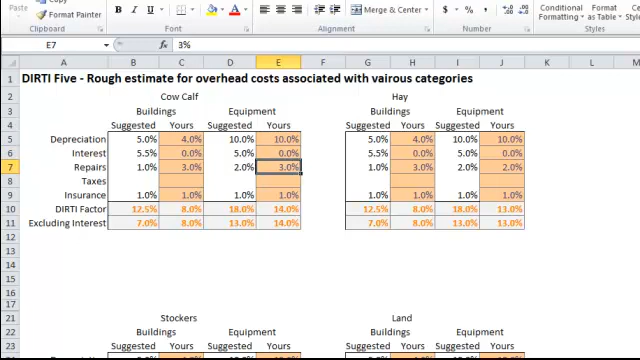 Copy
Format Painter
Clipboard
B I U
Font
Merge & Center
Alignment
$ % ,
Number
Conditional Formatting
Format as Table
Styles
E7 fx 3%
A B C D E F G H I J K L M
1 DIRTI Five - Rough estimate for overhead costs associated with vairous categories
2 Cow Calf Hay
3 Buildings Equipment Buildings Equipment
4 Suggested Yours Suggested Yours Suggested Yours Suggested Yours
5 Depreciation 5.0% 4.0% 10.0% 10.0% 5.0% 4.0% 10.0% 10.0%
6 Interest 5.5% 0.0% 5.0% 0.0% 5.5% 0.0% 5.0% 0.0%
7 Repairs 1.0% 3.0% 2.0% 3.0% 1.0% 3.0% 2.0% 2.0%
8 Taxes
9 Insurance 1.0% 1.0% 1.0% 1.0% 1.0% 1.0% 1.0% 1.0%
10 DIRTI Factor 12.5% 8.0% 18.0% 14.0% 12.5% 8.0% 18.0% 13.0%
11 Excluding Interest 7.0% 8.0% 13.0% 14.0% 7.0% 8.0% 13.0% 13.0%
12
13
14
15
16
17
21 Stockers Land
22 Buildings Equipment Buildings Equipment
23 Suggested Yours Suggested Yours Suggested Yours Suggested Yours